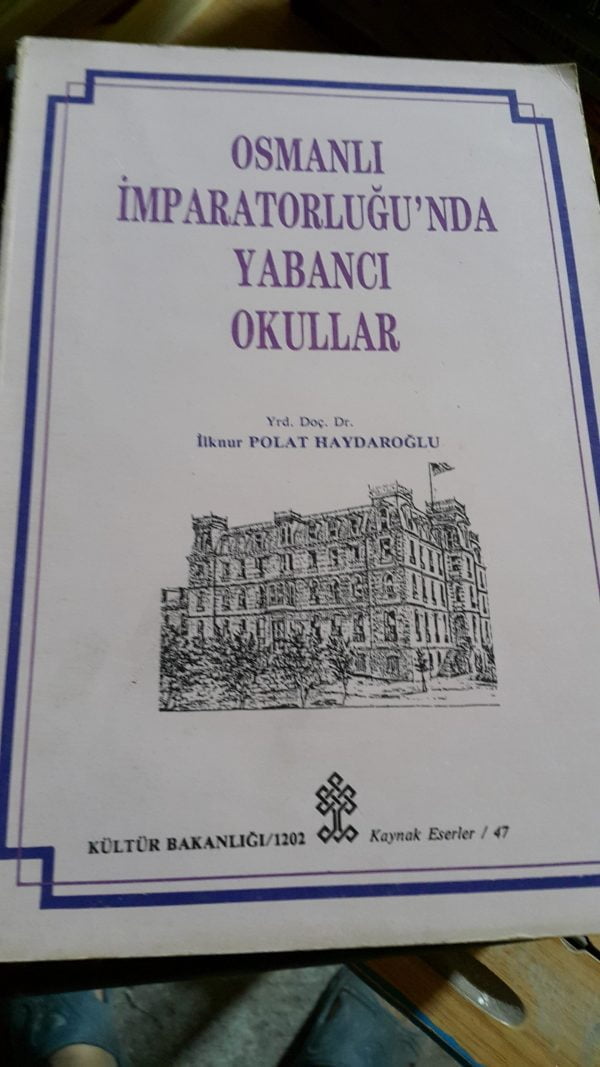 OSMANLI
İMPARATORLUĞU'NDA
YABANCI
OKULLAR
Yrd. Doç. Dr.
İlknur POLAT HAYDAROĞLU
KÜLTÜR BAKANLIĞI/1202
Kaynak Eserler / 47